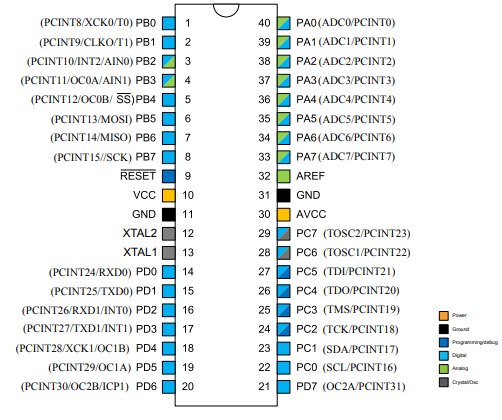 (PCINT8/XCK0/T0) PB0 1 40 PA0 (ADC0/PCINT0)
(PCINT9/CLKO/T1) PB1 2 39 PA1 (ADC1/PCINT1)
(PCINT10/INT2/AIN0) PB2 3 38 PA2 (ADC2/PCINT2)
(PCINT11/OC0A/AIN1) PB3 4 37 PA3 (ADC3/PCINT3)
(PCINT12/OC0B/ SS) PB4 5 36 PA4 (ADC4/PCINT4)
(PCINT13/MOSI) PB5 6 35 PA5 (ADC5/PCINT5)
(PCINT14/MISO) PB6 7 34 PA6 (ADC6/PCINT6)
(PCINT15//SCK) PB7 8 33 PA7 (ADC7/PCINT7)
RESET 9 32 AREF
VCC 10 31 GND
GND 11 30 AVCC
XTAL2 12 29 PC7 (TOSC2/PCINT23)
XTAL1 13 28 PC6 (TOSC1/PCINT22)
(PCINT24/RXD0) PD0 14 27 PC5 (TDI/PCINT21)
(PCINT25/TXD0) PD1 15 26 PC4 (TDO/PCINT20)
(PCINT26/RXD1/INT0) PD2 16 25 PC3 (TMS/PCINT19)
(PCINT27/TXD1/INT1) PD3 17 24 PC2 (TCK/PCINT18)
(PCINT28/XCK1/OC1B) PD4 18 23 PC1 (SDA/PCINT17)
(PCINT29/OC1A) PD5 19 22 PC0 (SCL/PCINT16)
(PCINT30/OC2B/ICP1) PD6 20 21 PD7 (OC2A/PCINT31)
Power
Ground
Programming/debug
Digital
Analog
Crystal/Osc